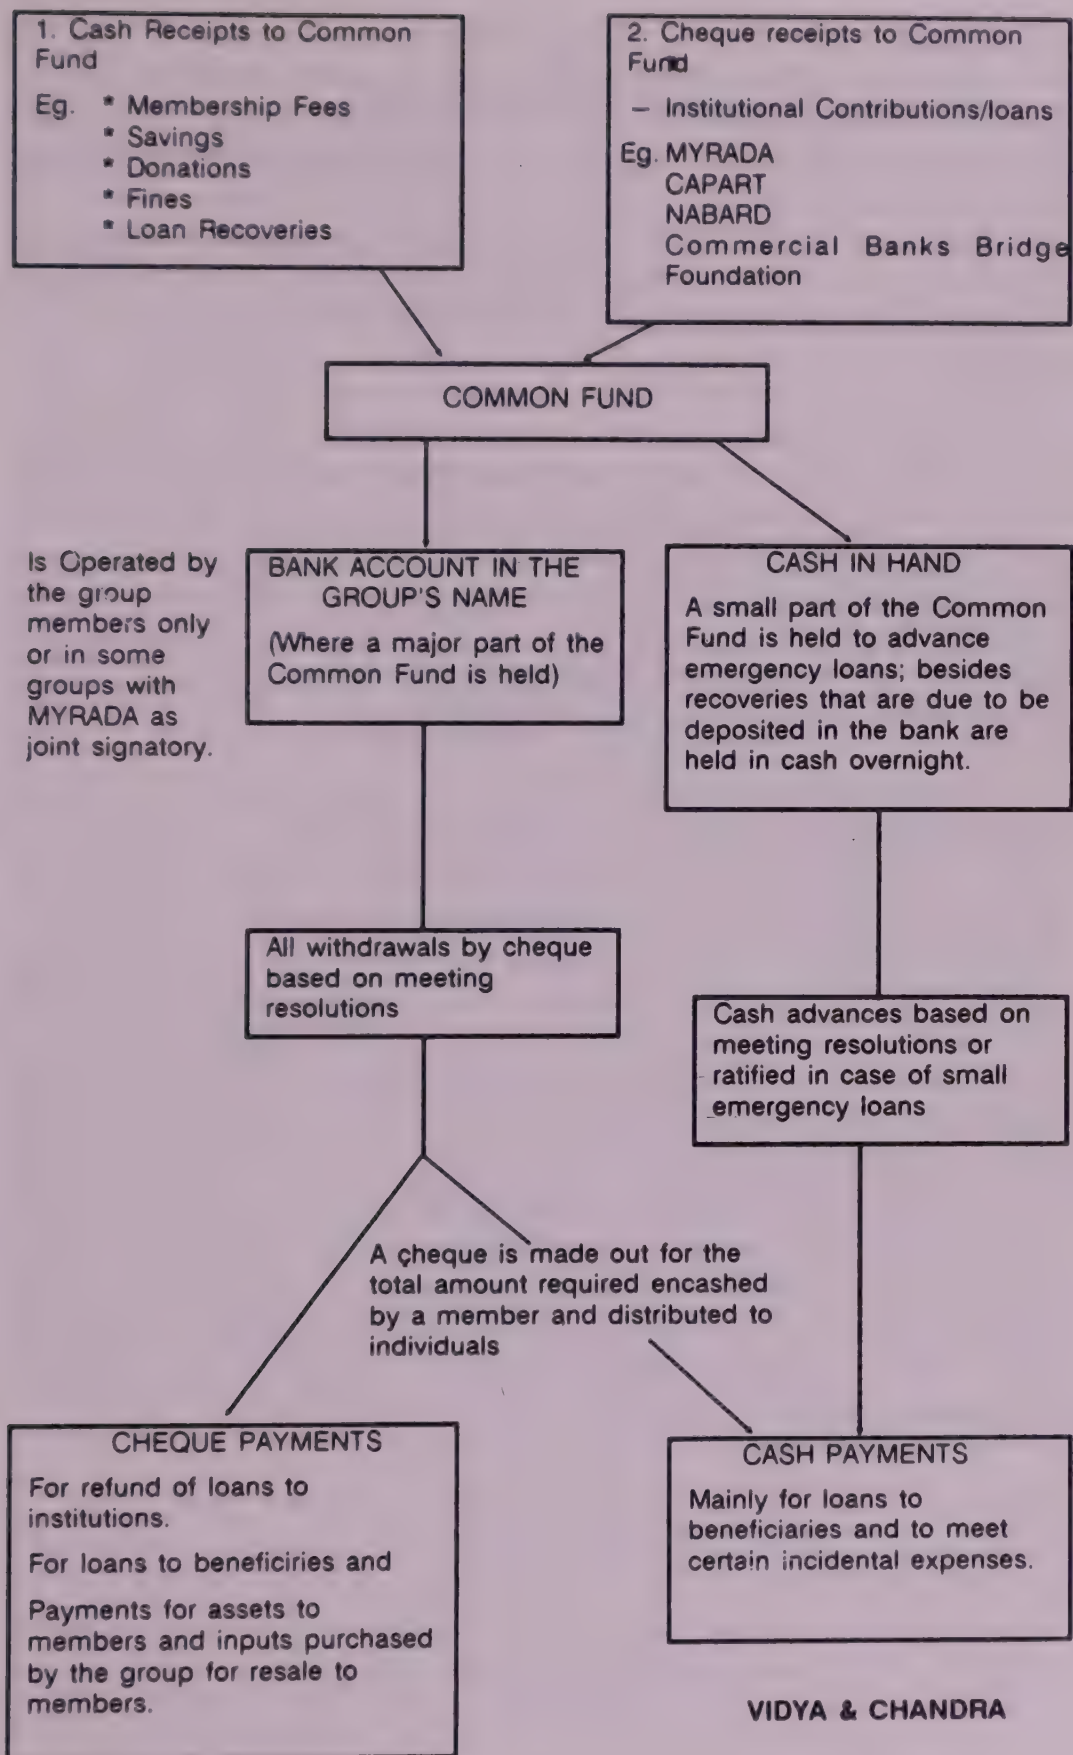 1. Cash Receipts to Common
Fund
Eg. * Membership Fees
* Savings
* Donations
* Fines
* Loan Recoveries
2. Cheque receipts to Common
Fund
– Institutional Contributions/loans
Eg. MYRADA
CAPART
NABARD
Commercial Banks Bridge
Foundation
COMMON FUND
Is Operated by
the group
members only
or in some
groups with
MYRADA as
joint signatory.
BANK ACCOUNT IN THE
GROUP'S NAME
(Where a major part of the
Common Fund is held)
CASH IN HAND
A small part of the Common
Fund is held to advance
emergency loans; besides
recoveries that are due to be
deposited in the bank are
held in cash overnight.
All withdrawals by cheque
based on meeting
resolutions
Cash advances based on
meeting resolutions or
ratified in case of small
emergency loans
A cheque is made out for the
total amount required encashed
by a member and distributed to
individuals
CHEQUE PAYMENTS
For refund of loans to
institutions.
For loans to beneficiries and
Payments for assets to
members and inputs purchased
by the group for resale to
members.
CASH PAYMENTS
Mainly for loans to
beneficiaries and to meet
certain incidental expenses.
VIDYA & CHANDRA